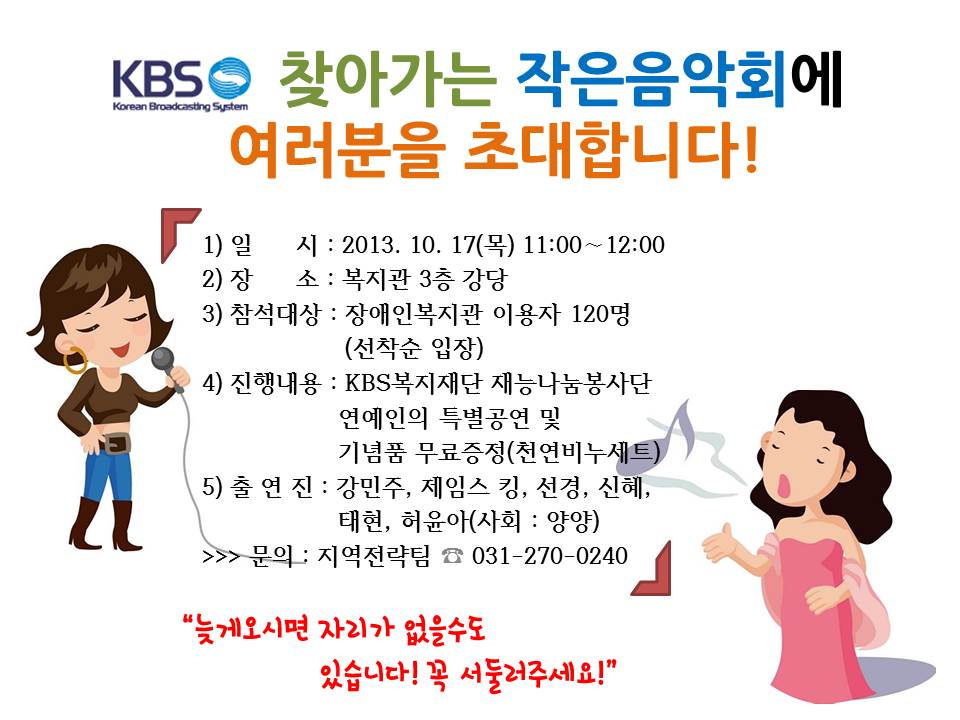 KBS 찾아가는 작은음악회에
Korean Broadcasting System
여러분을 초대합니다!
1) 일 시 : 2013. 10. 17(목) 11:00~12:00
2) 장 소 : 복지관 3층 강당
3) 참석대상 : 장애인복지관 이용자 120명
(선착순 입장)
4) 진행내용 : KBS복지재단 재능나눔봉사단
연예인의 특별공연 및
기념품 무료증정(천연비누세트)
5) 출 연 진 : 강민주, 제임스 킹, 선경, 신혜,
태현, 허윤아(사회 : 양양)
>>> 문의 : 지역전략팀 ☎ 031-270-0240
“늦게오시면 자리가 없을수도
있습니다! 꼭 서둘러주세요!”